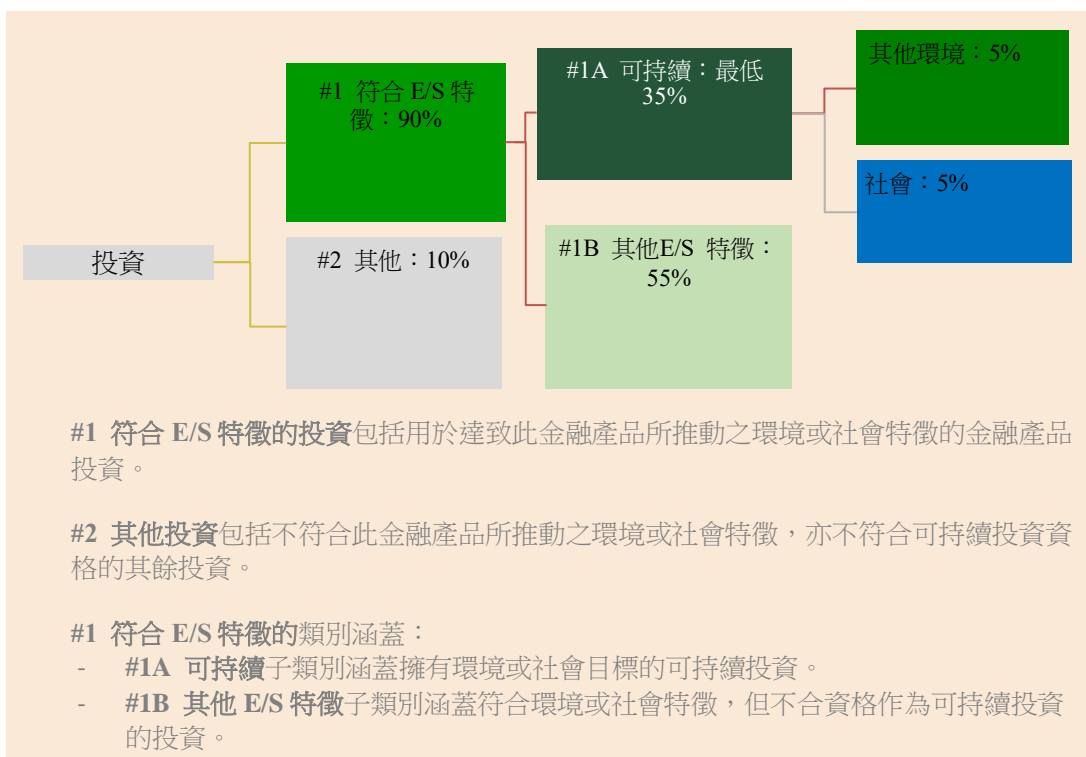 #1 符合 E/S 特
徵：90%
#1A 可持續：最低
35%
其他環境：5%
社會：5%
投資
#2 其他：10%
#1B 其他E/S 特徵：
55%
#1 符合 E/S 特徵的投資包括用於達致此金融產品所推動之環境或社會特徵的金融產品
投資。
#2 其他投資包括不符合此金融產品所推動之環境或社會特徵，亦不符合可持續投資資
格的其餘投資。
#1 符合 E/S 特徵的類別涵蓋：
- #1A 可持續子類別涵蓋擁有環境或社會目標的可持續投資。
- #1B 其他 E/S 特徵子類別涵蓋符合環境或社會特徵，但不合資格作為可持續投資
的投資。